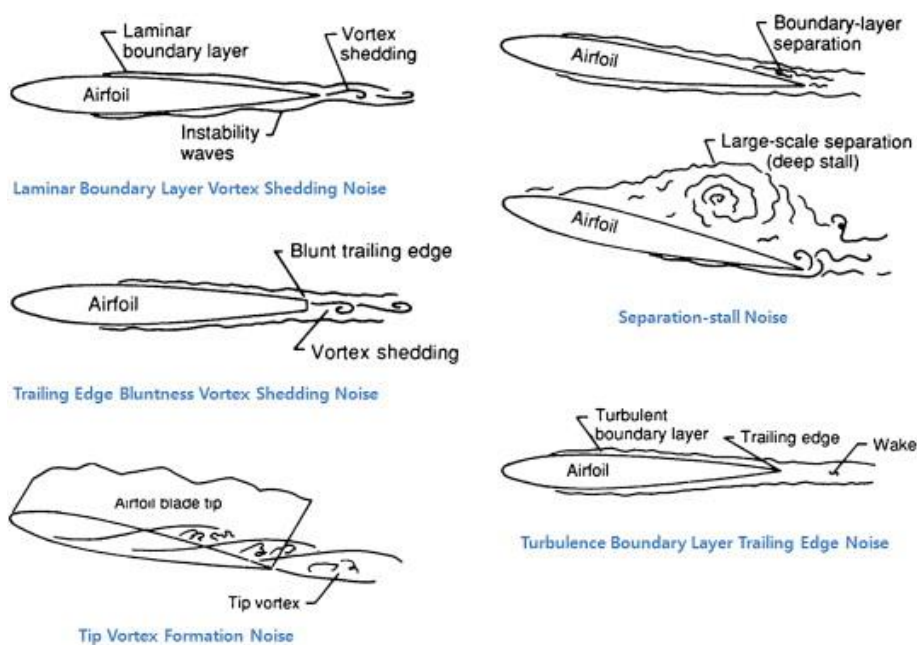 Laminar
boundary layer
Vortex
shedding
Airfoil
Instability
waves
Laminar Boundary Layer Vortex Shedding Noise
Blunt trailing edge
Airfoil
Vortex shedding
Trailing Edge Bluntness Vortex Shedding Noise
Airfoil blade tip
Tip vortex
Tip Vortex Formation Noise
Boundary-layer
separation
Airfoil
Large-scale separation
(deep stall)
Airfoil
Separation-stall Noise
Turbulent
boundary layer
Trailing edge
Wake
Airfoil
Turbulence Boundary Layer Trailing Edge Noise